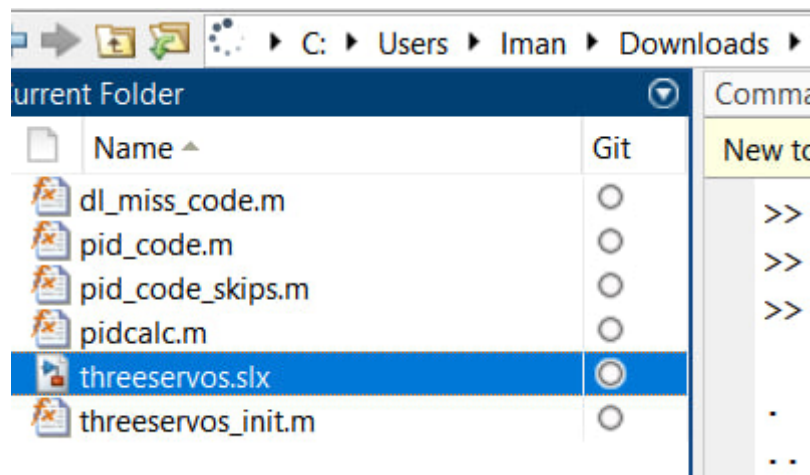 C: Users Iman Downloads
urrent Folder
Comma
Name Git
New to
dl_miss_code.m
>>
pid_code.m
>>
pid_code_skips.m
>>
pidcalc.m
threeservos.slx
threeservos_init.m
.
..